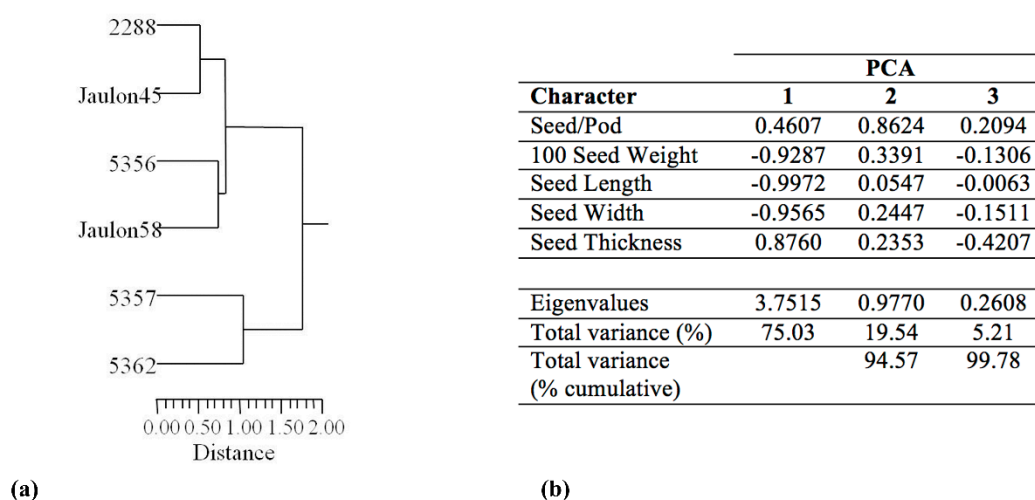 2288
Jaulon45
5356
Jaulon58
5357
5362
0.00 0.50 1.00 1.50 2.00
Distance
(a)
PCA
Character 1 2 3
Seed/Pod 0.4607 0.8624 0.2094
100 Seed Weight -0.9287 0.3391 -0.1306
Seed Length -0.9972 0.0547 -0.0063
Seed Width -0.9565 0.2447 -0.1511
Seed Thickness 0.8760 0.2353 -0.4207
Eigenvalues 3.7515 0.9770 0.2608
Total variance (%) 75.03 19.54 5.21
Total variance 94.57 99.78
(% cumulative)
(b)